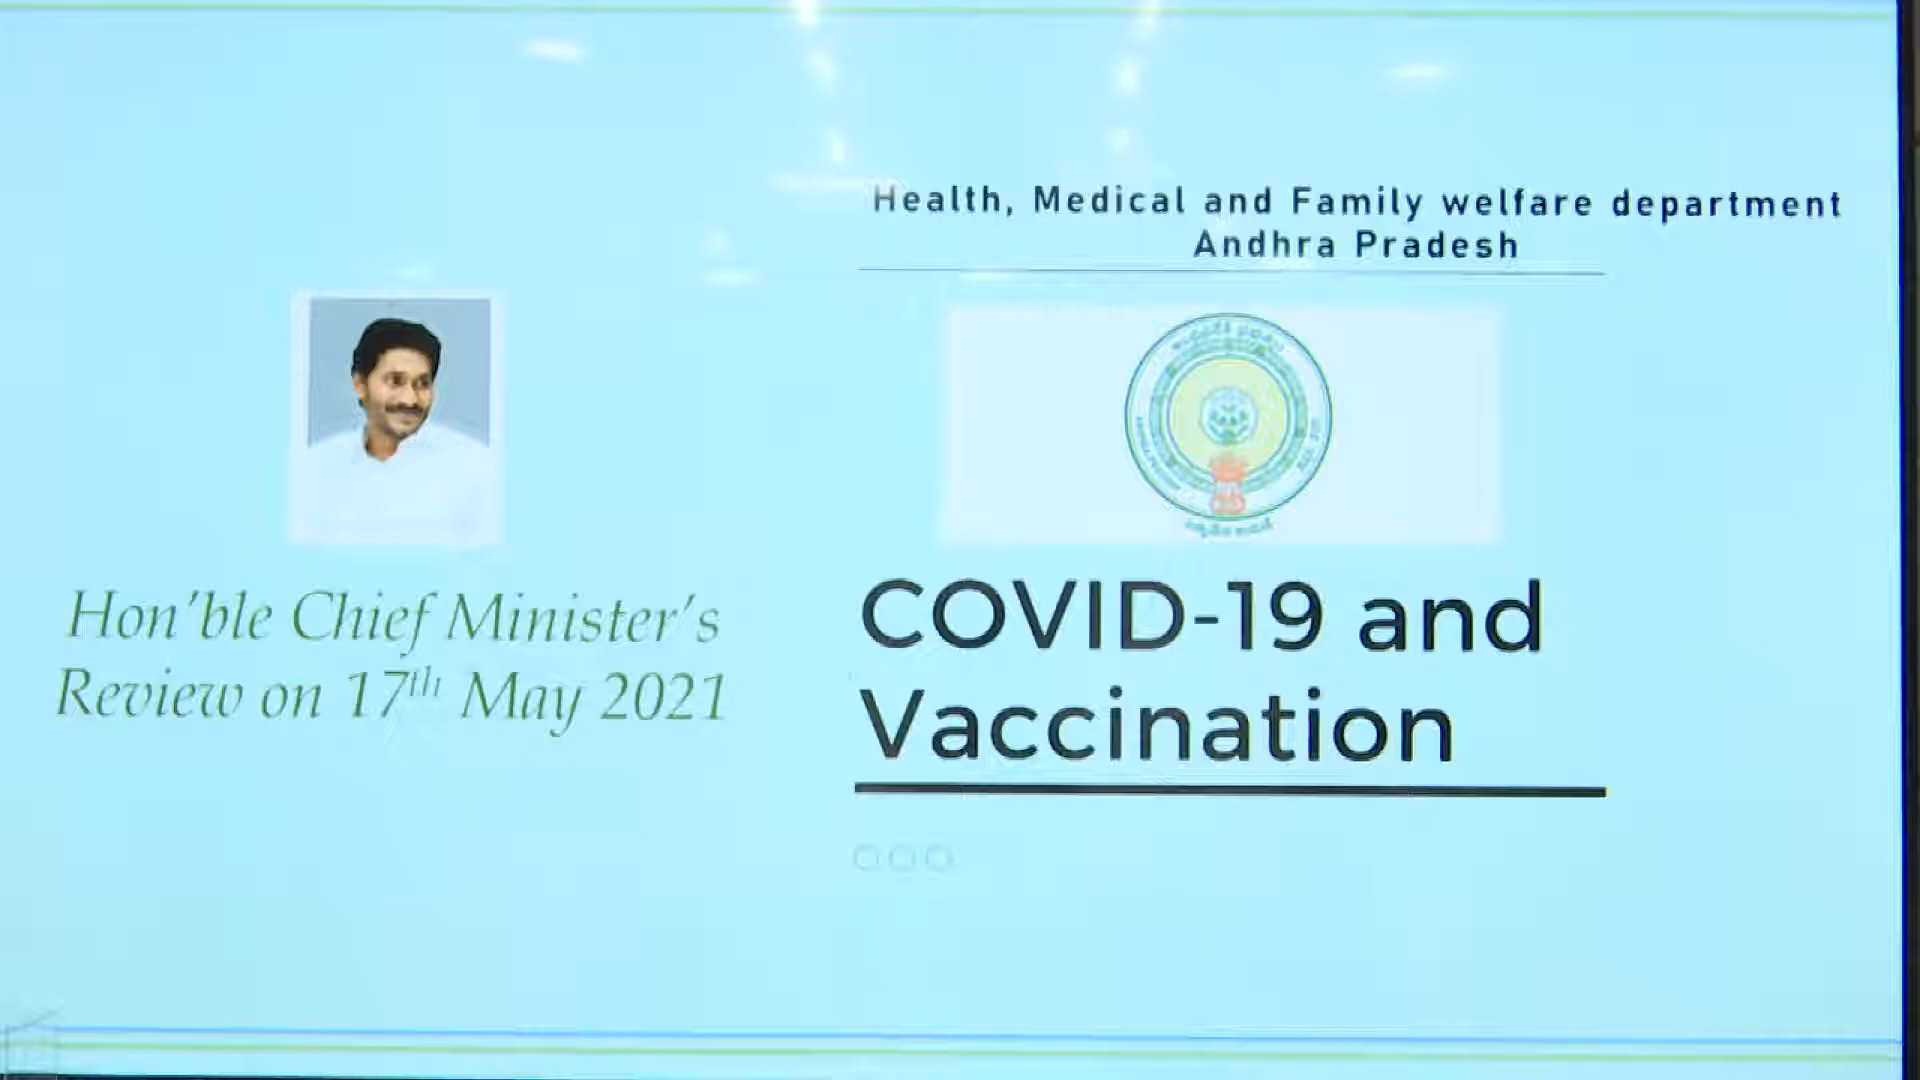 Health, Medical and Family welfare department
Andhra Pradesh
Hon'ble Chief Minister's
Review on 17th May 2021
COVID-19 and
Vaccination